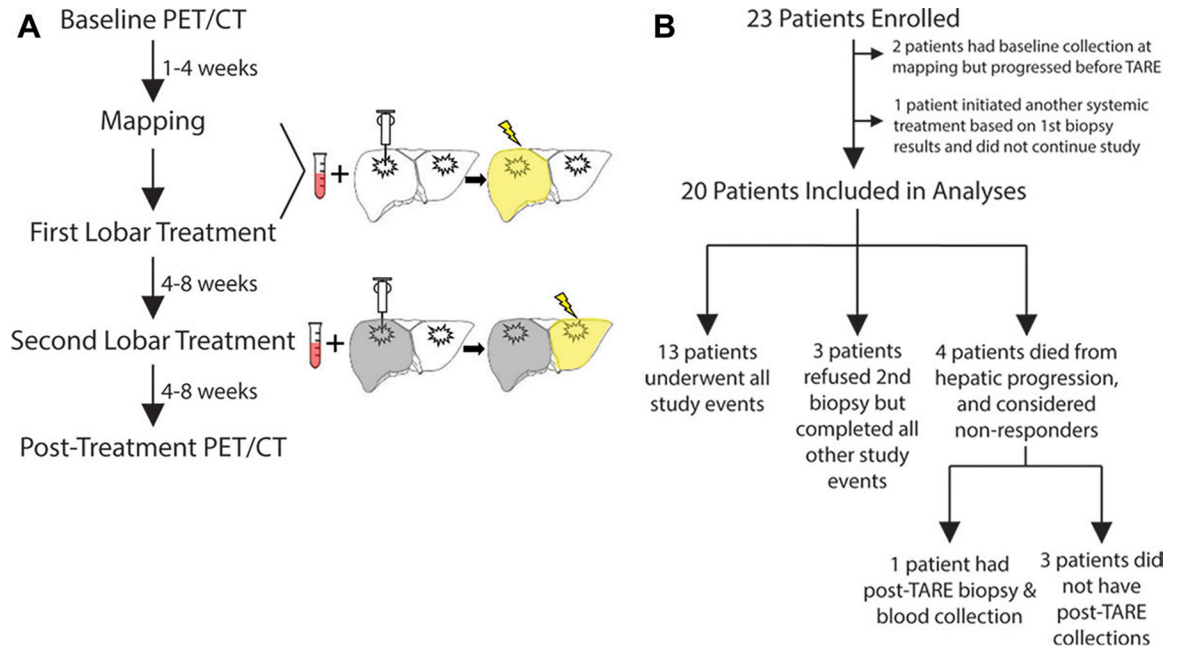 A
Baseline PET/CT
1-4 weeks
Mapping
+
First Lobar Treatment
4-8 weeks
Second Lobar Treatment
+
4-8 weeks
Post-Treatment PET/CT
B
23 Patients Enrolled
2 patients had baseline collection at
mapping but progressed before TARE
1 patient initiated another systemic
treatment based on 1st biopsy
results and did not continue study
20 Patients Included in Analyses
13 patients
underwent all
study events
3 patients
refused 2nd
biopsy but
completed all
other study
events
4 patients died from
hepatic progression,
and considered
non-responders
1 patient had
post-TARE biopsy &
blood collection
3 patients did
not have
post-TARE
collections